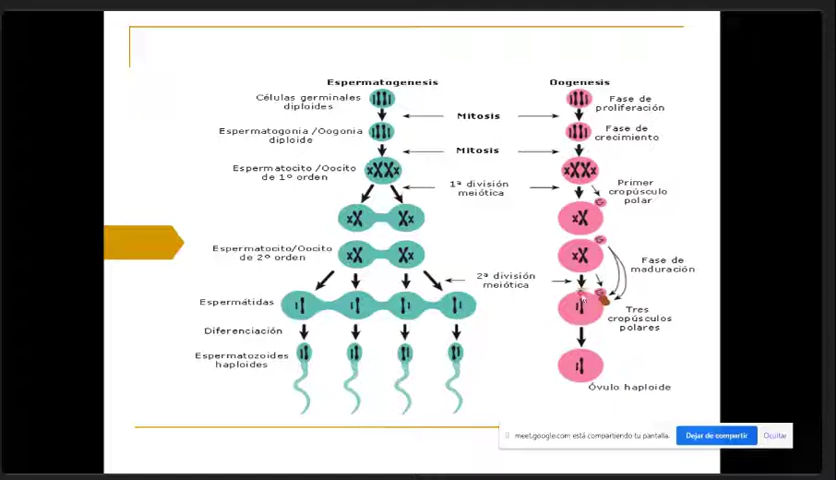 Espermatogenesis
Oogenesis
Células germinales
diploides
Fase de
proliferación
Mitosis
Espermatogonia /Oogonia
diploide
Fase de
crecimiento
Mitosis
Espermatocito /Oocito
de 1º orden
1ª división
meiótica
Primer
cropúsculo
polar
Espermatocito/Oocito
de 2º orden
Fase de
maduración
2ª división
meiótica
Espermátidas
Tres
cropúsculos
polares
Diferenciación
Espermatozoides
haploides
Óvulo haploide
meet.google.com está compartiendo tu pantalla.
Dejar de compartir
Ocultar